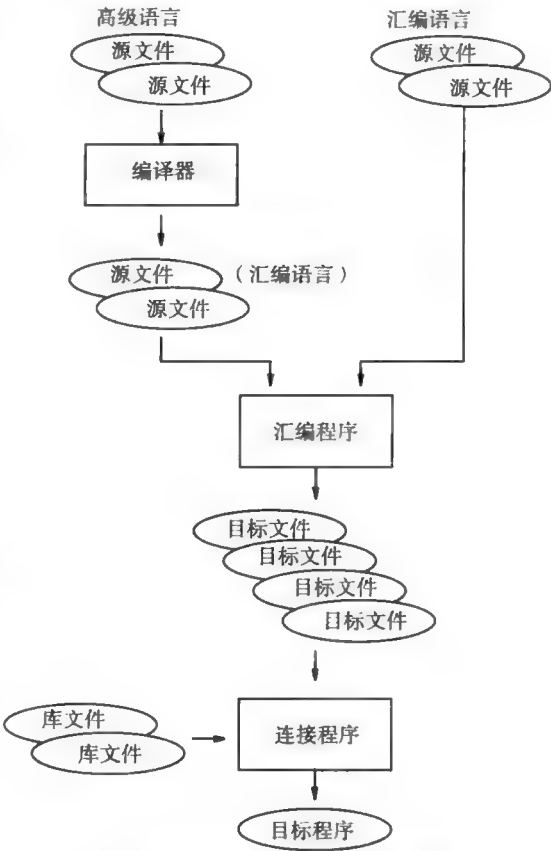 高级语言
汇编语言
源文件
源文件
源文件
源文件
编译器
源文件
（汇编语言）
源文件
汇编程序
目标文件
目标文件
目标文件
目标文件
库文件
库文件
连接程序
目标程序